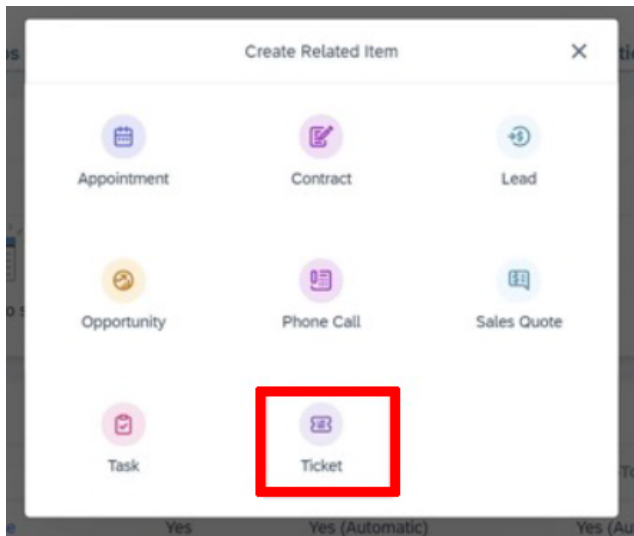 Create Related Item
Appointment
Contract
Lead
Opportunity
Phone Call
Sales Quote
Task
Ticket
Yes
Yes (Automatic)
Yes (Au